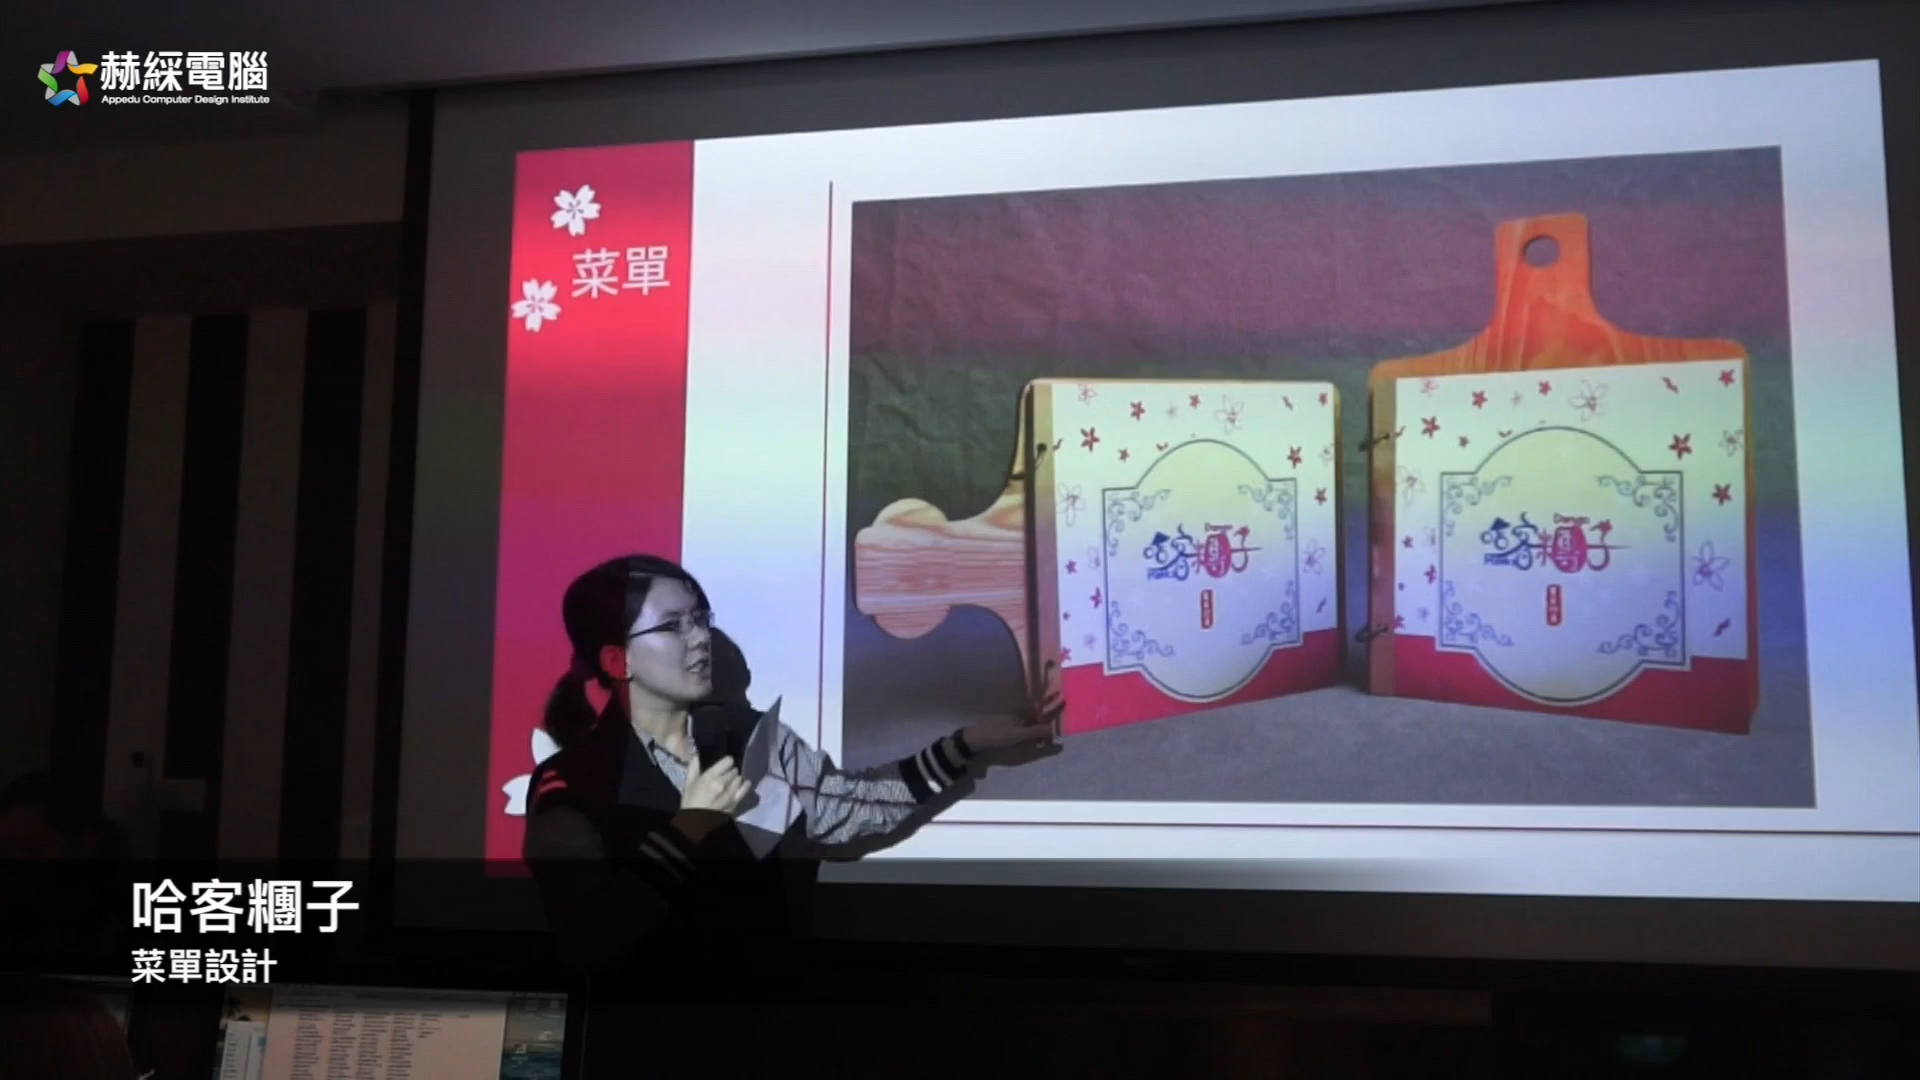 赫綵電腦
Appedu Computer Design Institute
菜單
哈客糰子
哈客糰子
哈客糰子
菜單設計